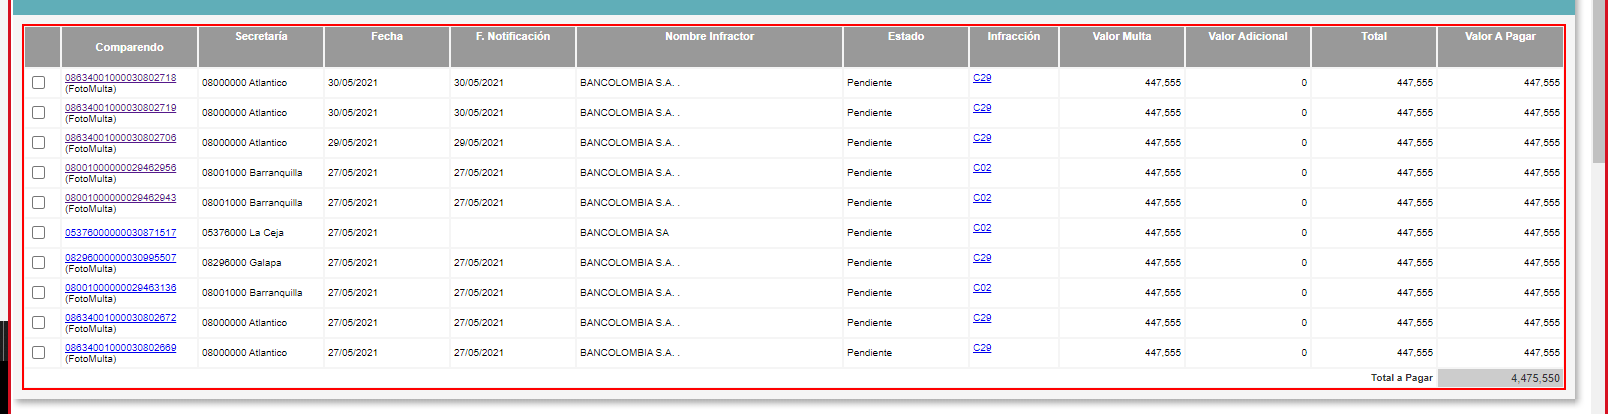 Comparendo Secretaría Fecha F. Notificación Nombre Infractor Estado Infracción Valor Multa Valor Adicional Total Valor A Pagar
08634001000030802718 08000000 Atlantico 30/05/2021 30/05/2021 BANCOLOMBIA S.A. . Pendiente C29 447,555 0 447,555 447,555
(FotoMulta)
08634001000030802719 08000000 Atlantico 30/05/2021 30/05/2021 BANCOLOMBIA S.A. . Pendiente C29 447,555 0 447,555 447,555
(FotoMulta)
08634001000030802706 08000000 Atlantico 29/05/2021 29/05/2021 BANCOLOMBIA S.A. . Pendiente C29 447,555 0 447,555 447,555
(FotoMulta)
08001000000029462956 08001000 Barranquilla 27/05/2021 27/05/2021 BANCOLOMBIA S.A. . Pendiente C02 447,555 0 447,555 447,555
(FotoMulta)
08001000000029462943 08001000 Barranquilla 27/05/2021 27/05/2021 BANCOLOMBIA S.A. . Pendiente C02 447,555 0 447,555 447,555
(FotoMulta)
05376000000030871517 05376000 La Ceja 27/05/2021 BANCOLOMBIA SA Pendiente C02 447,555 0 447,555 447,555
08296000000030995507 08296000 Galapa 27/05/2021 27/05/2021 BANCOLOMBIA S.A. . Pendiente C29 447,555 0 447,555 447,555
(FotoMulta)
08001000000029463136 08001000 Barranquilla 27/05/2021 27/05/2021 BANCOLOMBIA S.A. . Pendiente C02 447,555 0 447,555 447,555
(FotoMulta)
08634001000030802672 08000000 Atlantico 27/05/2021 27/05/2021 BANCOLOMBIA S.A. . Pendiente C29 447,555 0 447,555 447,555
(FotoMulta)
08634001000030802669 08000000 Atlantico 27/05/2021 27/05/2021 BANCOLOMBIA S.A. . Pendiente C29 447,555 0 447,555 447,555
(FotoMulta)
Total a Pagar 4,475,550